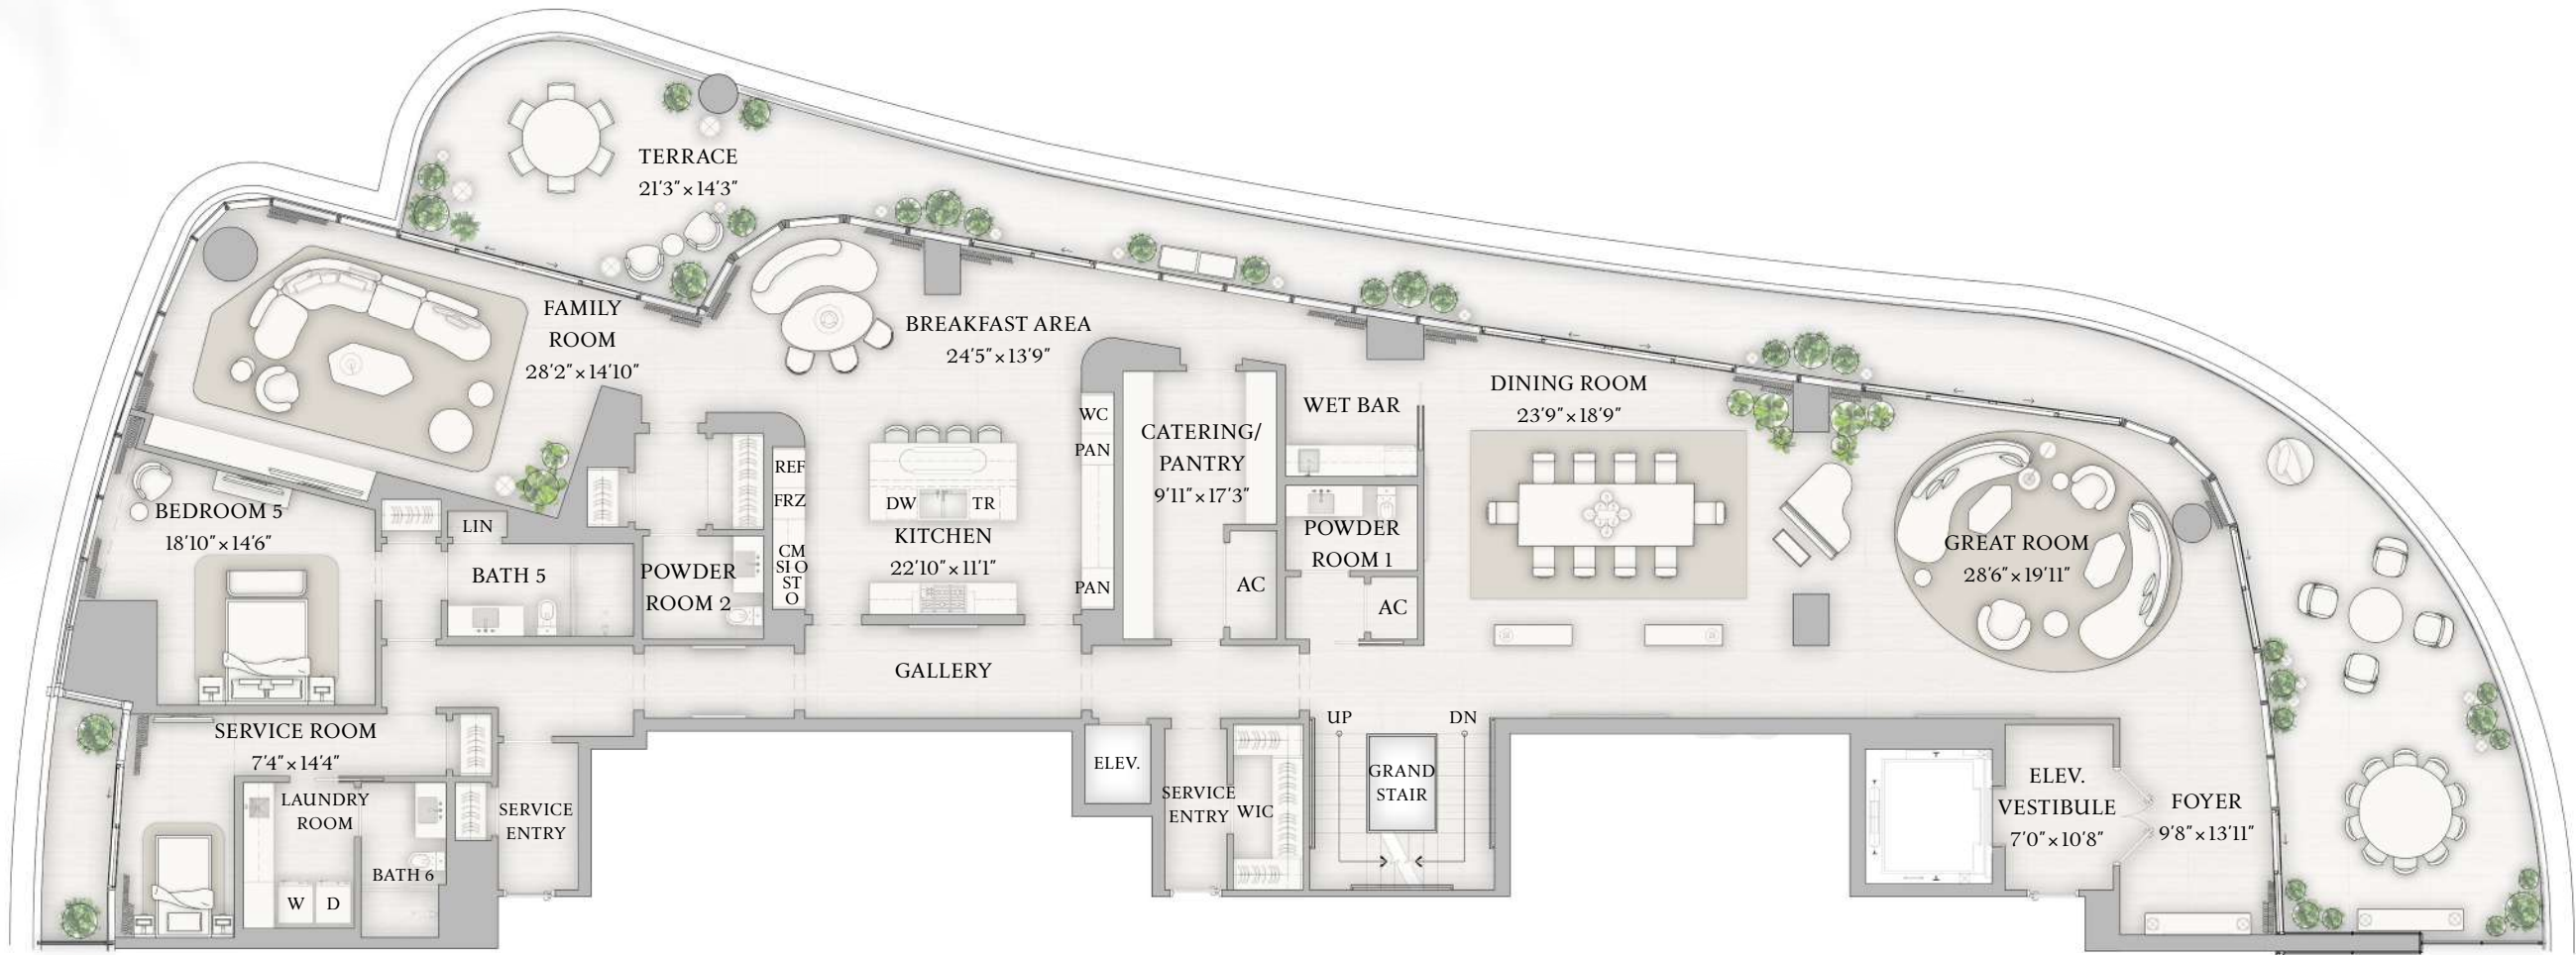 TERRACE
21'3" × 14'3"
FAMILY
ROOM
28'2" × 14'10"
BREAKFAST AREA
24'5" × 13'9"
DINING ROOM
23'9" × 18'9"
WET BAR
WC
PAN
PAN
CATERING/
PANTRY
9'11" × 17'3"
AC
REF
FRZ
CM
SI O
ST
O
DW
TR
KITCHEN
22'10" × 11'1"
POWDER
ROOM 1
AC
GREAT ROOM
28'6" × 19'11"
BEDROOM 5
18'10" × 14'6"
LIN
BATH 5
POWDER
ROOM 2
GALLERY
SERVICE ROOM
7'4" × 14'4"
LAUNDRY
ROOM
W
D
BATH 6
SERVICE
ENTRY
ELEV.
SERVICE
ENTRY
WIC
UP
DN
GRAND
STAIR
ELEV.
VESTIBULE
7'0" × 10'8"
FOYER
9'8" × 13'11"